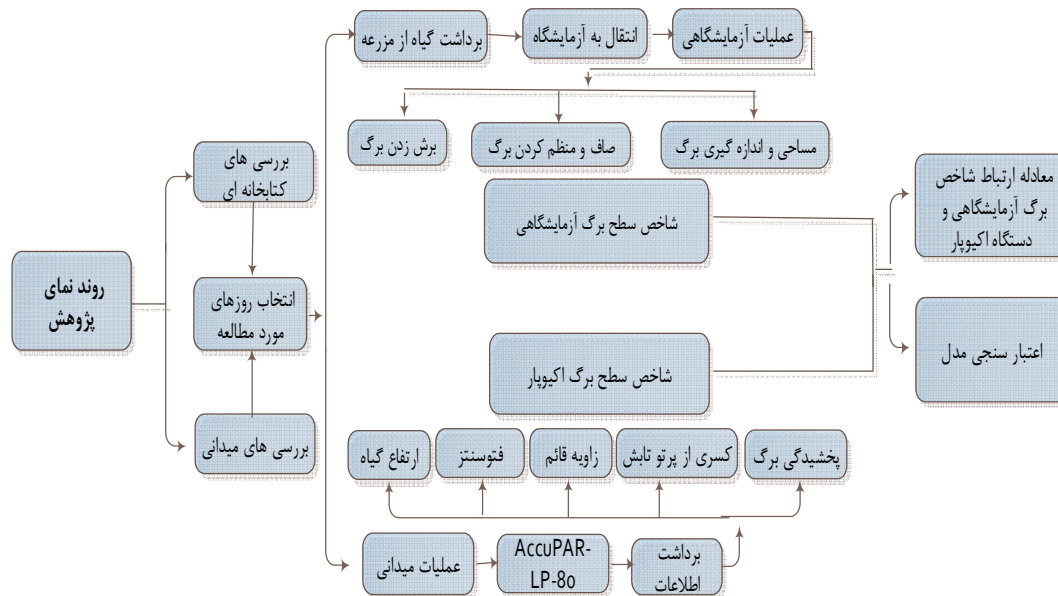 برداشت گیاه از مزرعه
انتقال به آزمایشگاه
عملیات آزمایشگاهی
برش زدن برگ
صاف و منظم کردن برگ
مساحی و اندازه گیری برگ
بررسی های
کتابخانه ای
شاخص سطح برگ آزمایشگاهی
معادله ارتباط شاخص
برگ آزمایشگاهی و
دستگاه اکیوپار
روند نمای
پژوهش
انتخاب روزهای
مورد مطالعه
اعتبار سنجی مدل
شاخص سطح برگ اکیوپار
بررسی های میدانی
ارتفاع گیاه
فتوسنتز
زاویه قائم
کسری از پرتو تابش
پخشیدگی برگ
عملیات میدانی
AccuPAR-
LP-80
برداشت
اطلاعات